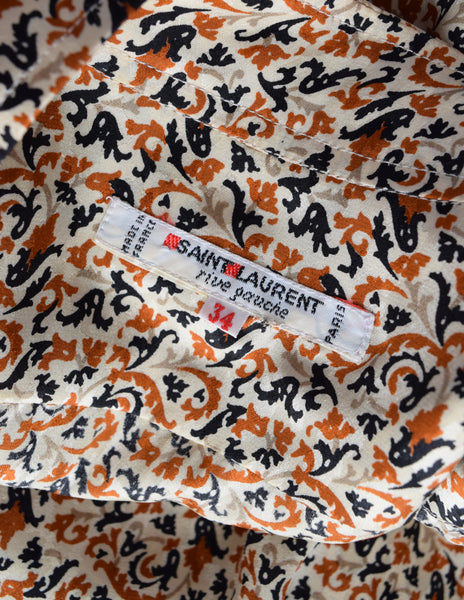 MADE IN
FRANCE
SAINT LAURENT
rive gauche
PARIS
34